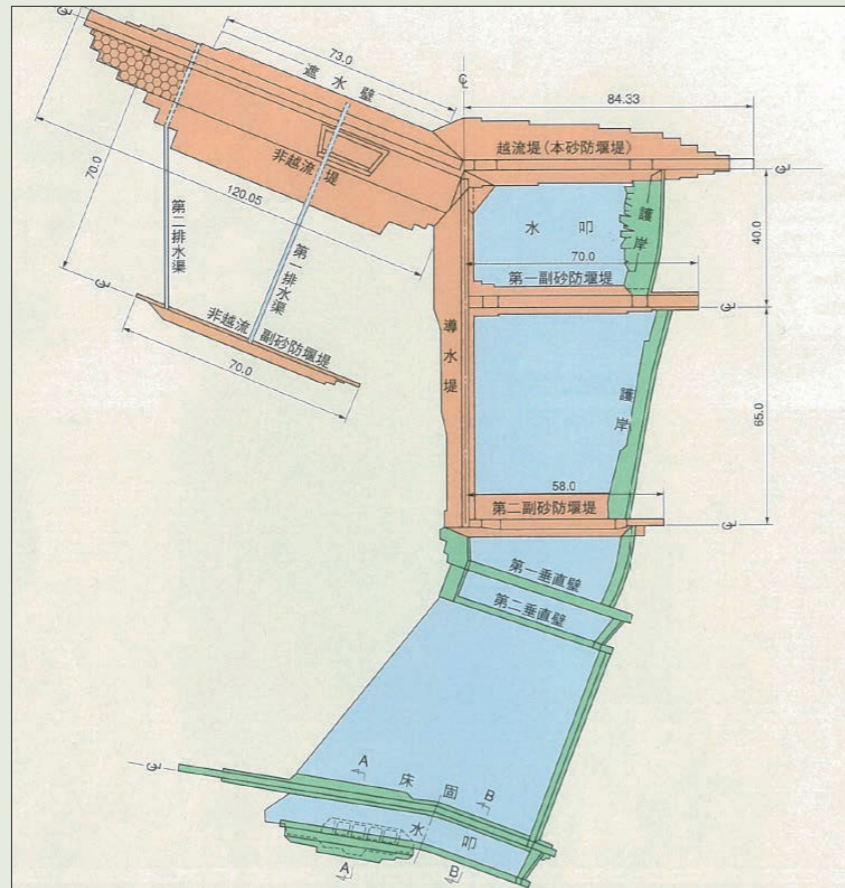 ℄
73.0
遮水壁
℄
84.33
越流堤(本砂防堰堤)
℄
非越流堤
70.0
120.05
第二排水渠
第一排水渠
水叩
護岸
40.0
70.0
第一副砂防堰堤
℄
℄
非越流副砂防堰堤
70.0
導水堤
護岸
65.0
58.0
第二副砂防堰堤
℄
第一垂直壁
第二垂直壁
℄
A
床固
B
水叩
A
B